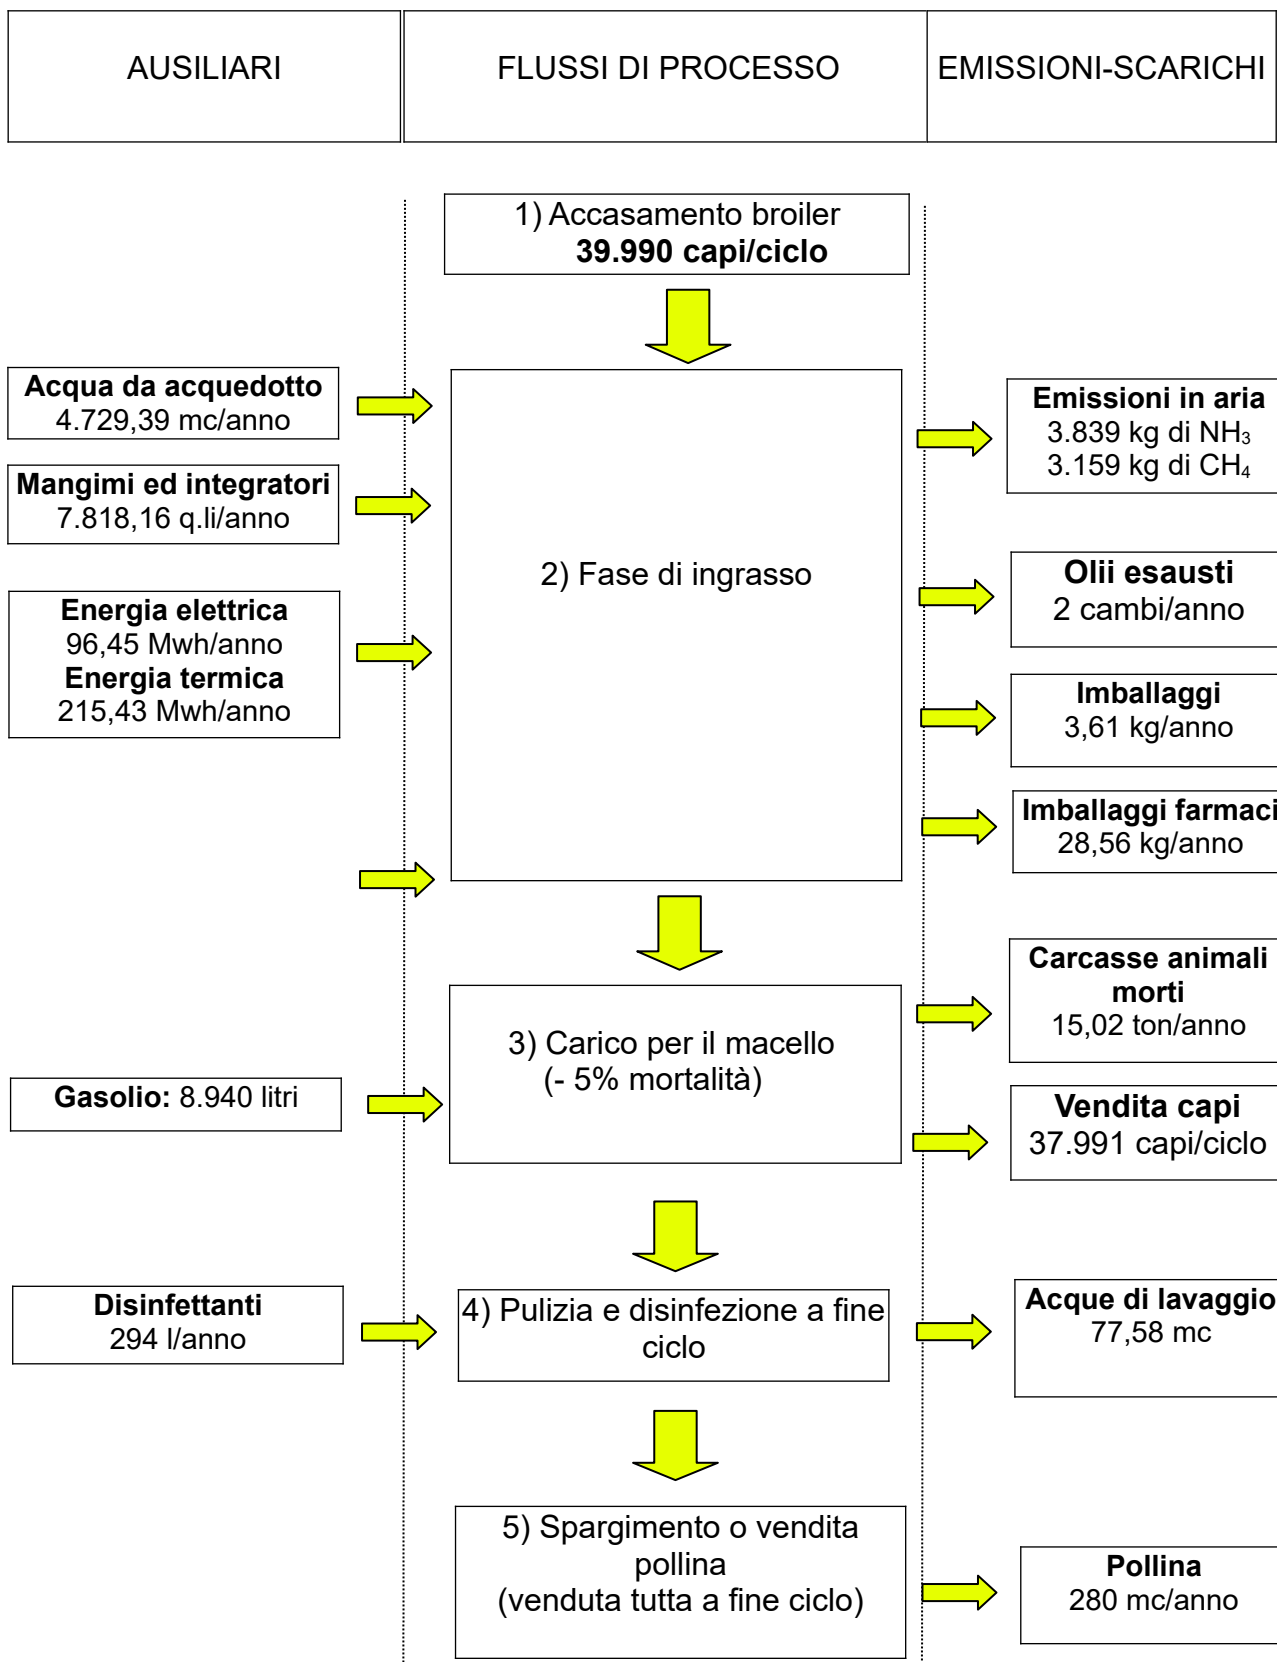 AUSILIARI
FLUSSI DI PROCESSO
EMISSIONI-SCARICHI
1) Accasamento broiler
39.990 capi/ciclo
Acqua da acquedotto
4.729,39 mc/anno
Mangimi ed integratori
7.818,16 q.li/anno
Energia elettrica
96,45 Mwh/anno
Energia termica
215,43 Mwh/anno
2) Fase di ingrasso
Emissioni in aria
3.839 kg di NH₃
3.159 kg di CH₄
Olii esausti
2 cambi/anno
Imballaggi
3,61 kg/anno
Imballaggi farmaci
28,56 kg/anno
Carcasse animali
morti
15,02 ton/anno
3) Carico per il macello
(- 5% mortalità)
Gasolio: 8.940 litri
Vendita capi
37.991 capi/ciclo
Disinfettanti
294 l/anno
4) Pulizia e disinfezione a fine
ciclo
Acque di lavaggio
77,58 mc
5) Spargimento o vendita
pollina
(venduta tutta a fine ciclo)
Pollina
280 mc/anno